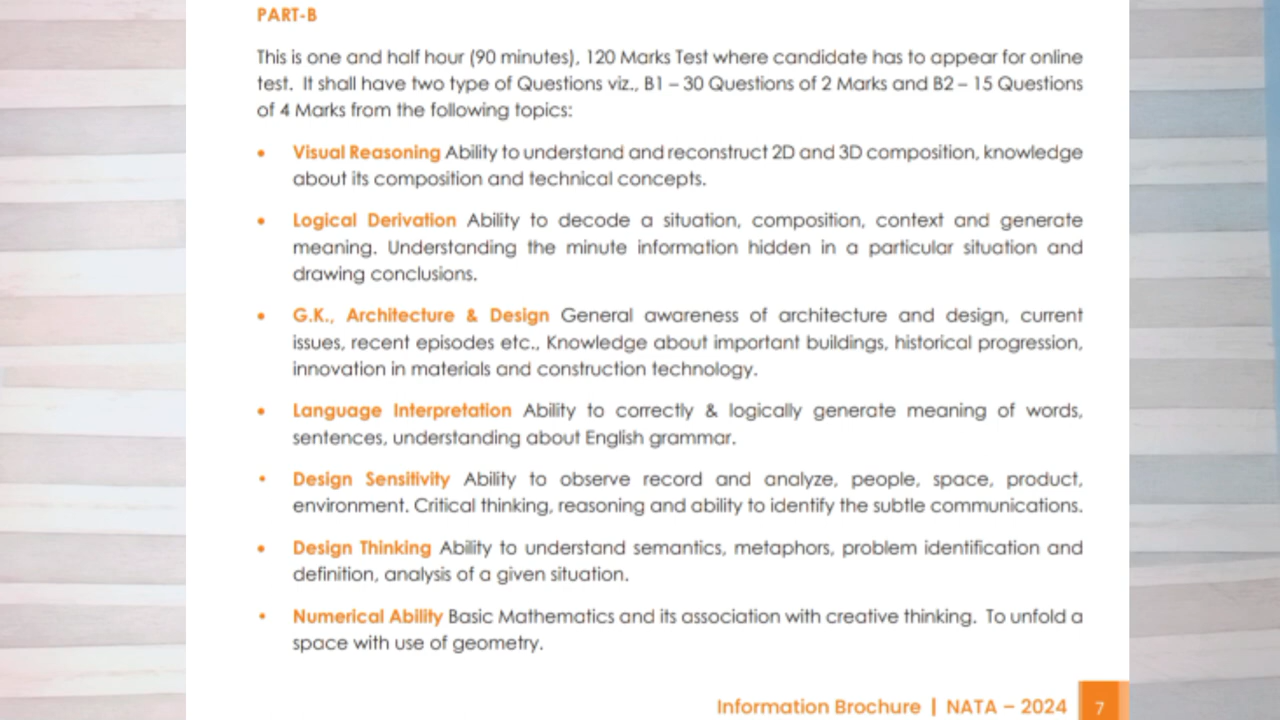 PART-B
This is one and half hour (90 minutes), 120 Marks Test where candidate has to appear for online
test. It shall have two type of Questions viz., B1 – 30 Questions of 2 Marks and B2 – 15 Questions
of 4 Marks from the following topics:
• Visual Reasoning Ability to understand and reconstruct 2D and 3D composition, knowledge
about its composition and technical concepts.
• Logical Derivation Ability to decode a situation, composition, context and generate
meaning. Understanding the minute information hidden in a particular situation and
drawing conclusions.
• G.K., Architecture & Design General awareness of architecture and design, current
issues, recent episodes etc., Knowledge about important buildings, historical progression,
innovation in materials and construction technology.
• Language Interpretation Ability to correctly & logically generate meaning of words,
sentences, understanding about English grammar.
• Design Sensitivity Ability to observe record and analyze, people, space, product,
environment. Critical thinking, reasoning and ability to identify the subtle communications.
• Design Thinking Ability to understand semantics, metaphors, problem identification and
definition, analysis of a given situation.
• Numerical Ability Basic Mathematics and its association with creative thinking. To unfold a
space with use of geometry.
Information Brochure | NATA – 2024 7